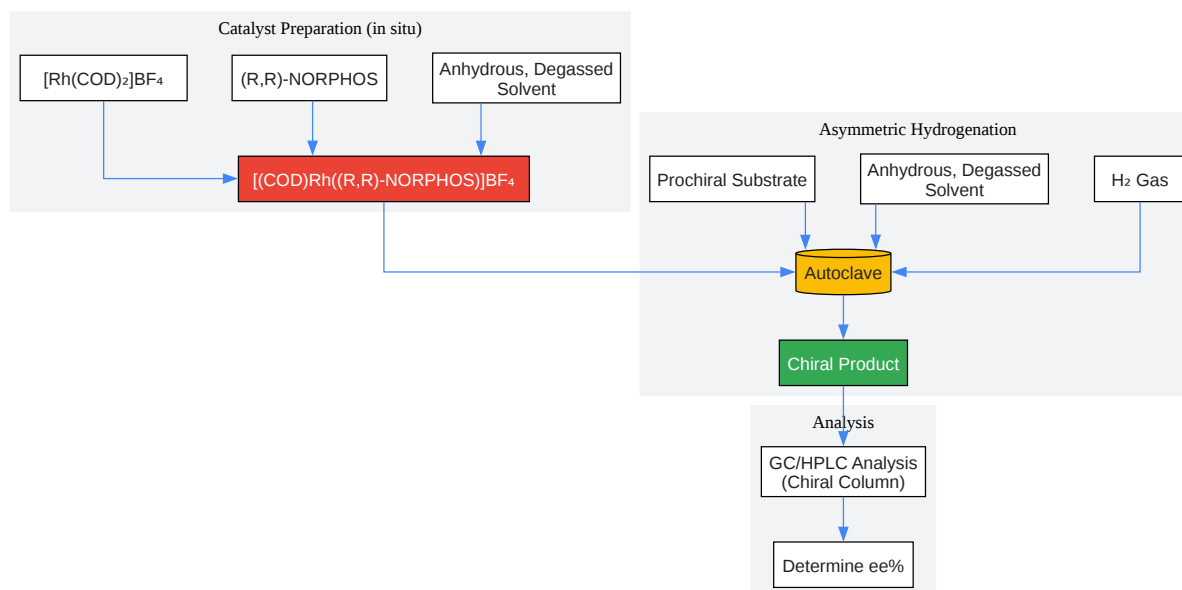 Catalyst Preparation (in situ)
[Rh(COD)₂]BF₄
(R,R)-NORPHOS
Anhydrous, Degassed
Solvent
[(COD)Rh((R,R)-NORPHOS)]BF₄
Asymmetric Hydrogenation
Prochiral Substrate
Anhydrous, Degassed
Solvent
H₂ Gas
Autoclave
Chiral Product
Analysis
GC/HPLC Analysis
(Chiral Column)
Determine ee%